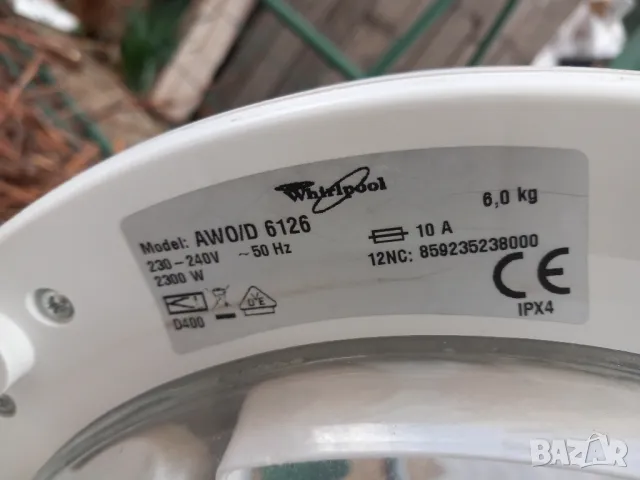 Whirlpool
Model: AWO/D 6126
230-240V ~ 50 Hz
2300 W
D400
6,0 kg
10 A
12NC: 859235238000
CE
IPX4
BAZAR
bg